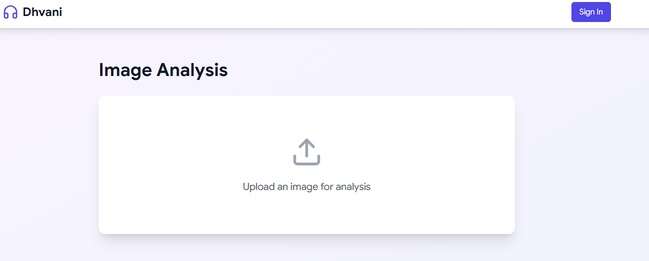 Dhvani
Sign In
Image Analysis
Upload an image for analysis